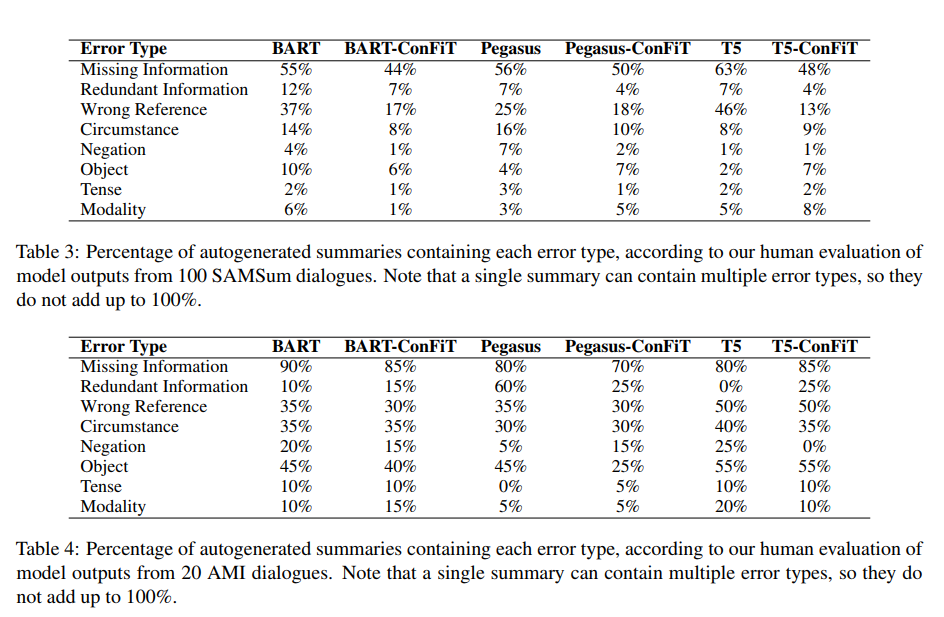 Error Type BART BART-ConFiT Pegasus Pegasus-ConFiT T5 T5-ConFiT
Missing Information 55% 44% 56% 50% 63% 48%
Redundant Information 12% 7% 7% 4% 7% 4%
Wrong Reference 37% 17% 25% 18% 46% 13%
Circumstance 14% 8% 16% 10% 8% 9%
Negation 4% 1% 7% 2% 1% 1%
Object 10% 6% 4% 7% 2% 7%
Tense 2% 1% 3% 1% 2% 2%
Modality 6% 1% 3% 5% 5% 8%
Table 3: Percentage of autogenerated summaries containing each error type, according to our human evaluation of
model outputs from 100 SAMSum dialogues. Note that a single summary can contain multiple error types, so they
do not add up to 100%.
Error Type BART BART-ConFiT Pegasus Pegasus-ConFiT T5 T5-ConFiT
Missing Information 90% 85% 80% 70% 80% 85%
Redundant Information 10% 15% 60% 25% 0% 25%
Wrong Reference 35% 30% 35% 30% 50% 50%
Circumstance 35% 35% 30% 30% 40% 35%
Negation 20% 15% 5% 15% 25% 0%
Object 45% 40% 45% 25% 55% 55%
Tense 10% 10% 0% 5% 10% 10%
Modality 10% 15% 5% 5% 20% 10%
Table 4: Percentage of autogenerated summaries containing each error type, according to our human evaluation of
model outputs from 20 AMI dialogues. Note that a single summary can contain multiple error types, so they do
not add up to 100%.